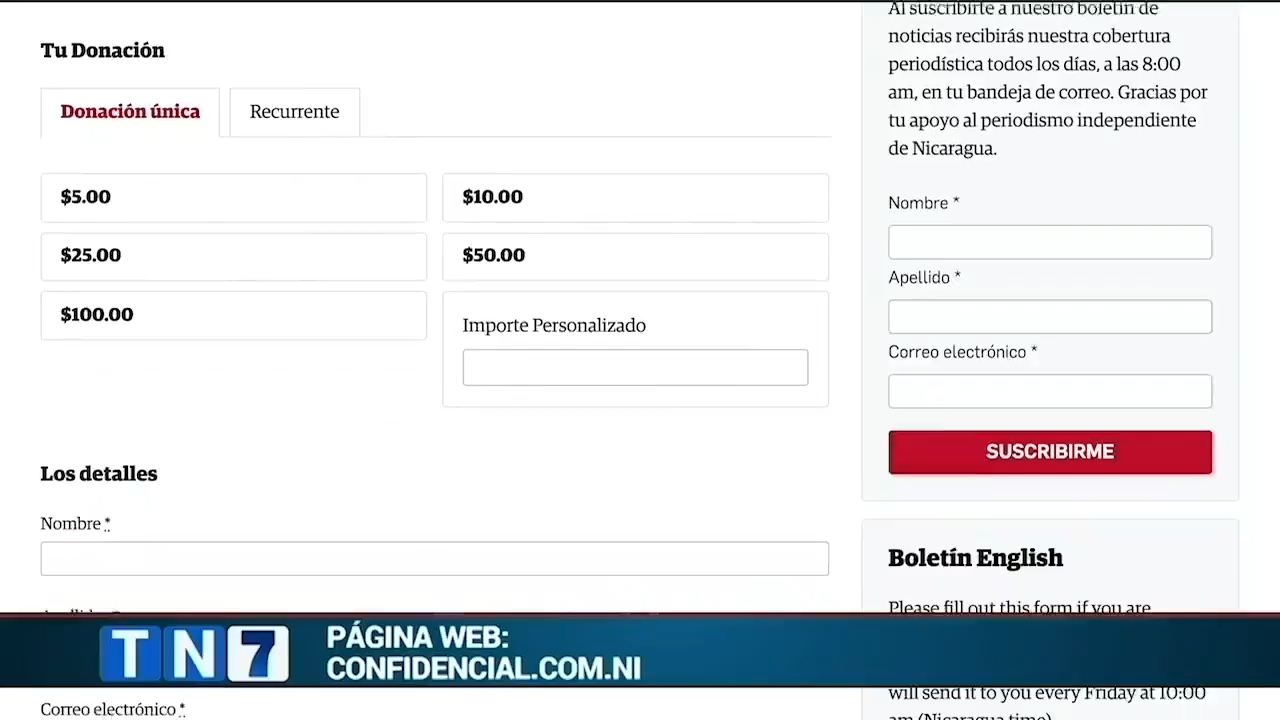 Tu Donación
Donación única
Recurrente
$5.00
$10.00
$25.00
$50.00
$100.00
Importe Personalizado
Los detalles
Nombre *
Correo electrónico *
Al suscribirte a nuestro boletín de
noticias recibirás nuestra cobertura
periodística todos los días, a las 8:00
am, en tu bandeja de correo. Gracias por
tu apoyo al periodismo independiente
de Nicaragua.
Nombre *
Apellido *
Correo electrónico *
SUSCRIBIRME
Boletín English
Please fill out this form if you are
will send it to you every Friday at 10:00
am (Nicaragua time)
TN7
PÁGINA WEB:
CONFIDENCIAL.COM.NI